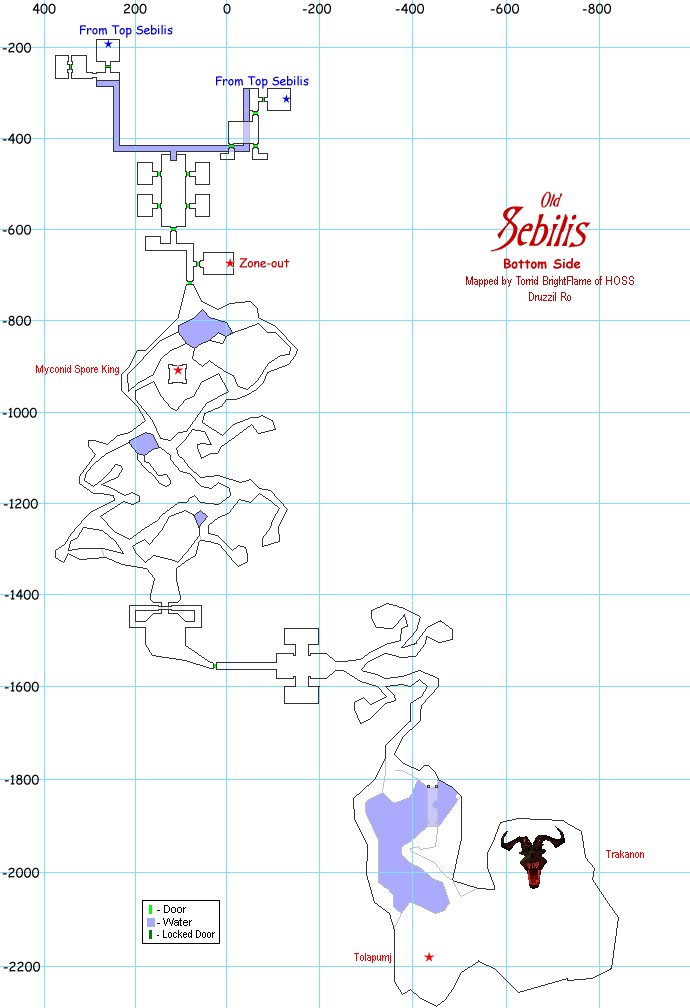 400 200 0 -200 -400 -600 -800
From Top Sebilis
-200
From Top Sebilis
-400
Old
Sebilis
-600
Bottom Side
Zone-out
Mapped by Torrid BrightFlame of HOSS
Druzzil Ro
-800
Myconid Spore King
-1000
-1200
-1400
-1600
-1800
Trakanon
-2000
- Door
- Water
- Locked Door
Tolapumj
-2200